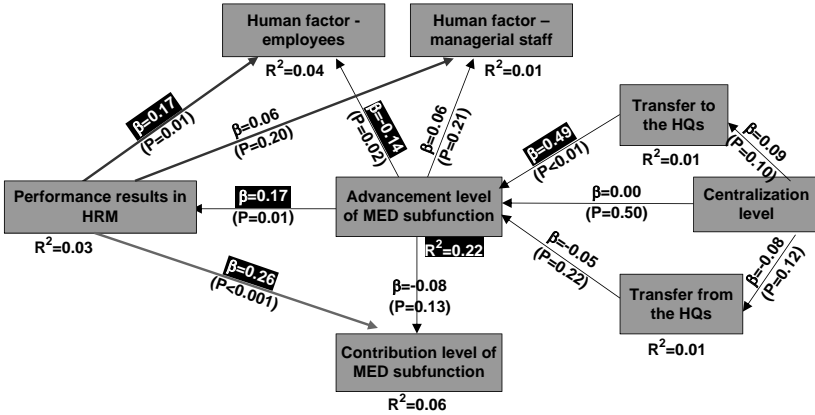 Human factor -
employees
R²=0.04
Human factor –
managerial staff
R²=0.01
β=0.17
(P=0.01)
β=0.06
(P=0.20)
β=-0.14
(P=0.02)
β=0.06
(P=0.21)
β=0.49
(P<0.01)
Transfer to
the HQs
R²=0.01
β=0.09
(P=0.10)
Performance results in
HRM
R²=0.03
β=0.17
(P=0.01)
Advancement level
of MED subfunction
R²=0.22
β=0.00
(P=0.50)
Centralization
level
β=0.26
(P<0.001)
β=-0.08
(P=0.13)
β=-0.05
(P=0.22)
β=-0.08
(P=0.12)
Transfer from
the HQs
R²=0.01
Contribution level of
MED subfunction
R²=0.06